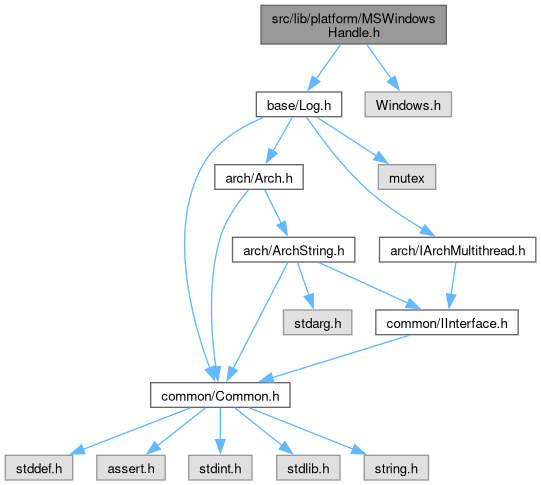 src/lib/platform/MSWindows
Handle.h
base/Log.h
Windows.h
arch/Arch.h
mutex
arch/ArchString.h
arch/IArchMultithread.h
stdarg.h
common/IInterface.h
common/Common.h
stddef.h
assert.h
stdint.h
stdlib.h
string.h